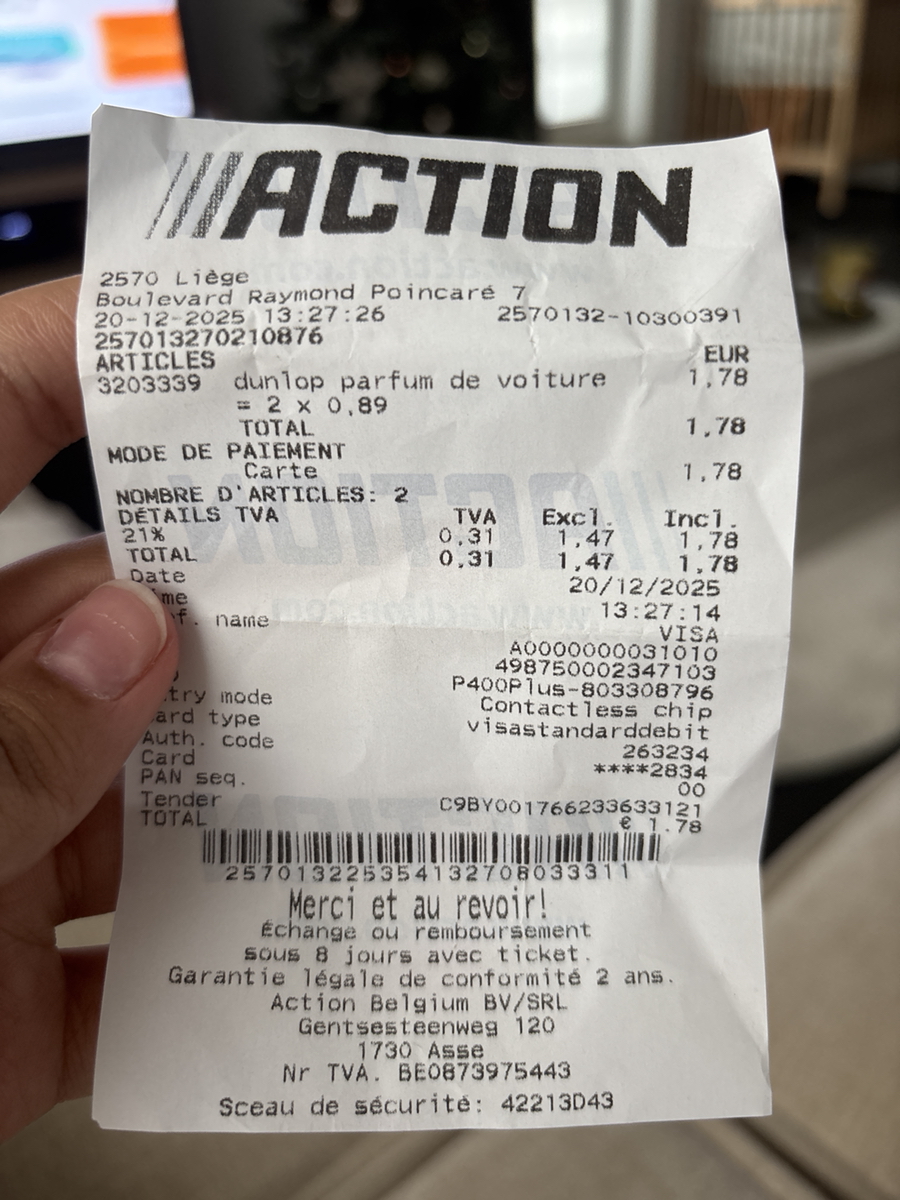 ACTION
2570 Liège
Boulevard Raymond Poincaré 7
20-12-2025 13:27:26 2570132-10300391
257013270210876
ARTICLES EUR
3203339 dunlop parfum de voiture 1,78
= 2 x 0,89
TOTAL 1,78
MODE DE PAIEMENT
Carte 1,78
NOMBRE D'ARTICLES: 2
DÉTAILS TVA TVA Excl. Incl.
21% 0,31 1,47 1,78
TOTAL 0,31 1,47 1,78
Date 20/12/2025
me 13:27:14
f. name VISA
A0000000031010
498750002347103
P400Plus-803308796
try mode Contactless chip
ard type visastandarddebit
Auth. code 263234
Card ****2834
PAN seq. 00
Tender C9BY001766233633121
TOTAL € 1.78
257013225354132708033311
Merci et au revoir!
Échange ou remboursement
sous 8 jours avec ticket.
Garantie légale de conformité 2 ans.
Action Belgium BV/SRL
Gentsesteenweg 120
1730 Asse
Nr TVA. BE0873975443
Sceau de sécurité: 42213D43